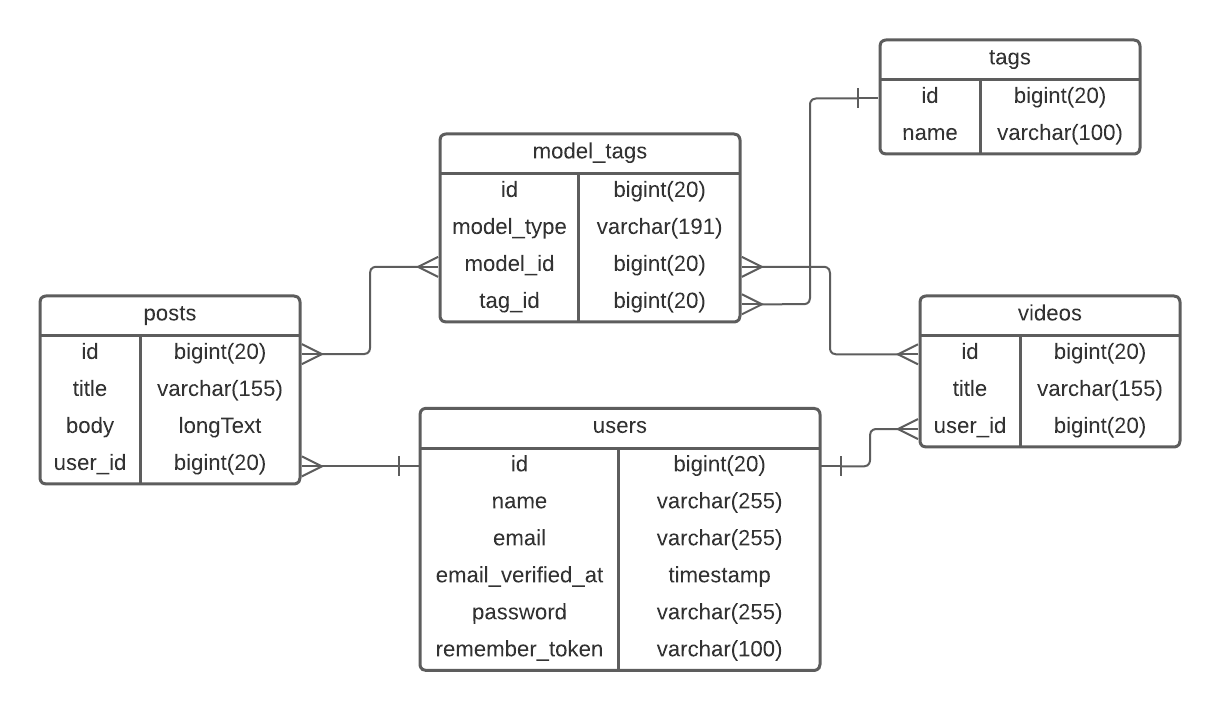 tags
id bigint(20)
name varchar(100)
model_tags
id bigint(20)
model_type varchar(191)
model_id bigint(20)
tag_id bigint(20)
posts
id bigint(20)
title varchar(155)
body longText
user_id bigint(20)
videos
id bigint(20)
title varchar(155)
user_id bigint(20)
users
id bigint(20)
name varchar(255)
email varchar(255)
email_verified_at timestamp
password varchar(255)
remember_token varchar(100)